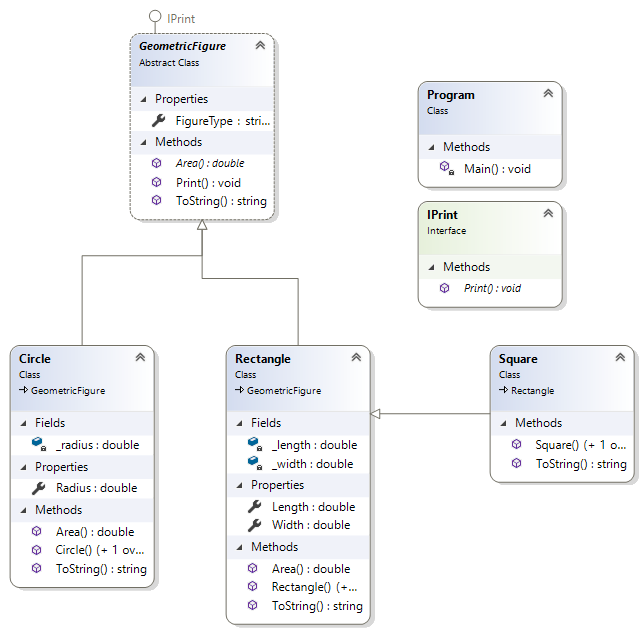 IPrint
GeometricFigure
Abstract Class
Properties
FigureType : stri...
Methods
Area() : double
Print() : void
ToString() : string
Program
Class
Methods
Main() : void
IPrint
Interface
Methods
Print() : void
Circle
Class
GeometricFigure
Fields
_radius : double
Properties
Radius : double
Methods
Area() : double
Circle() (+ 1 ov...
ToString() : string
Rectangle
Class
GeometricFigure
Fields
_length : double
_width : double
Properties
Length : double
Width : double
Methods
Area() : double
Rectangle() (+...
ToString() : string
Square
Class
Rectangle
Methods
Square() (+ 1 o...
ToString() : string